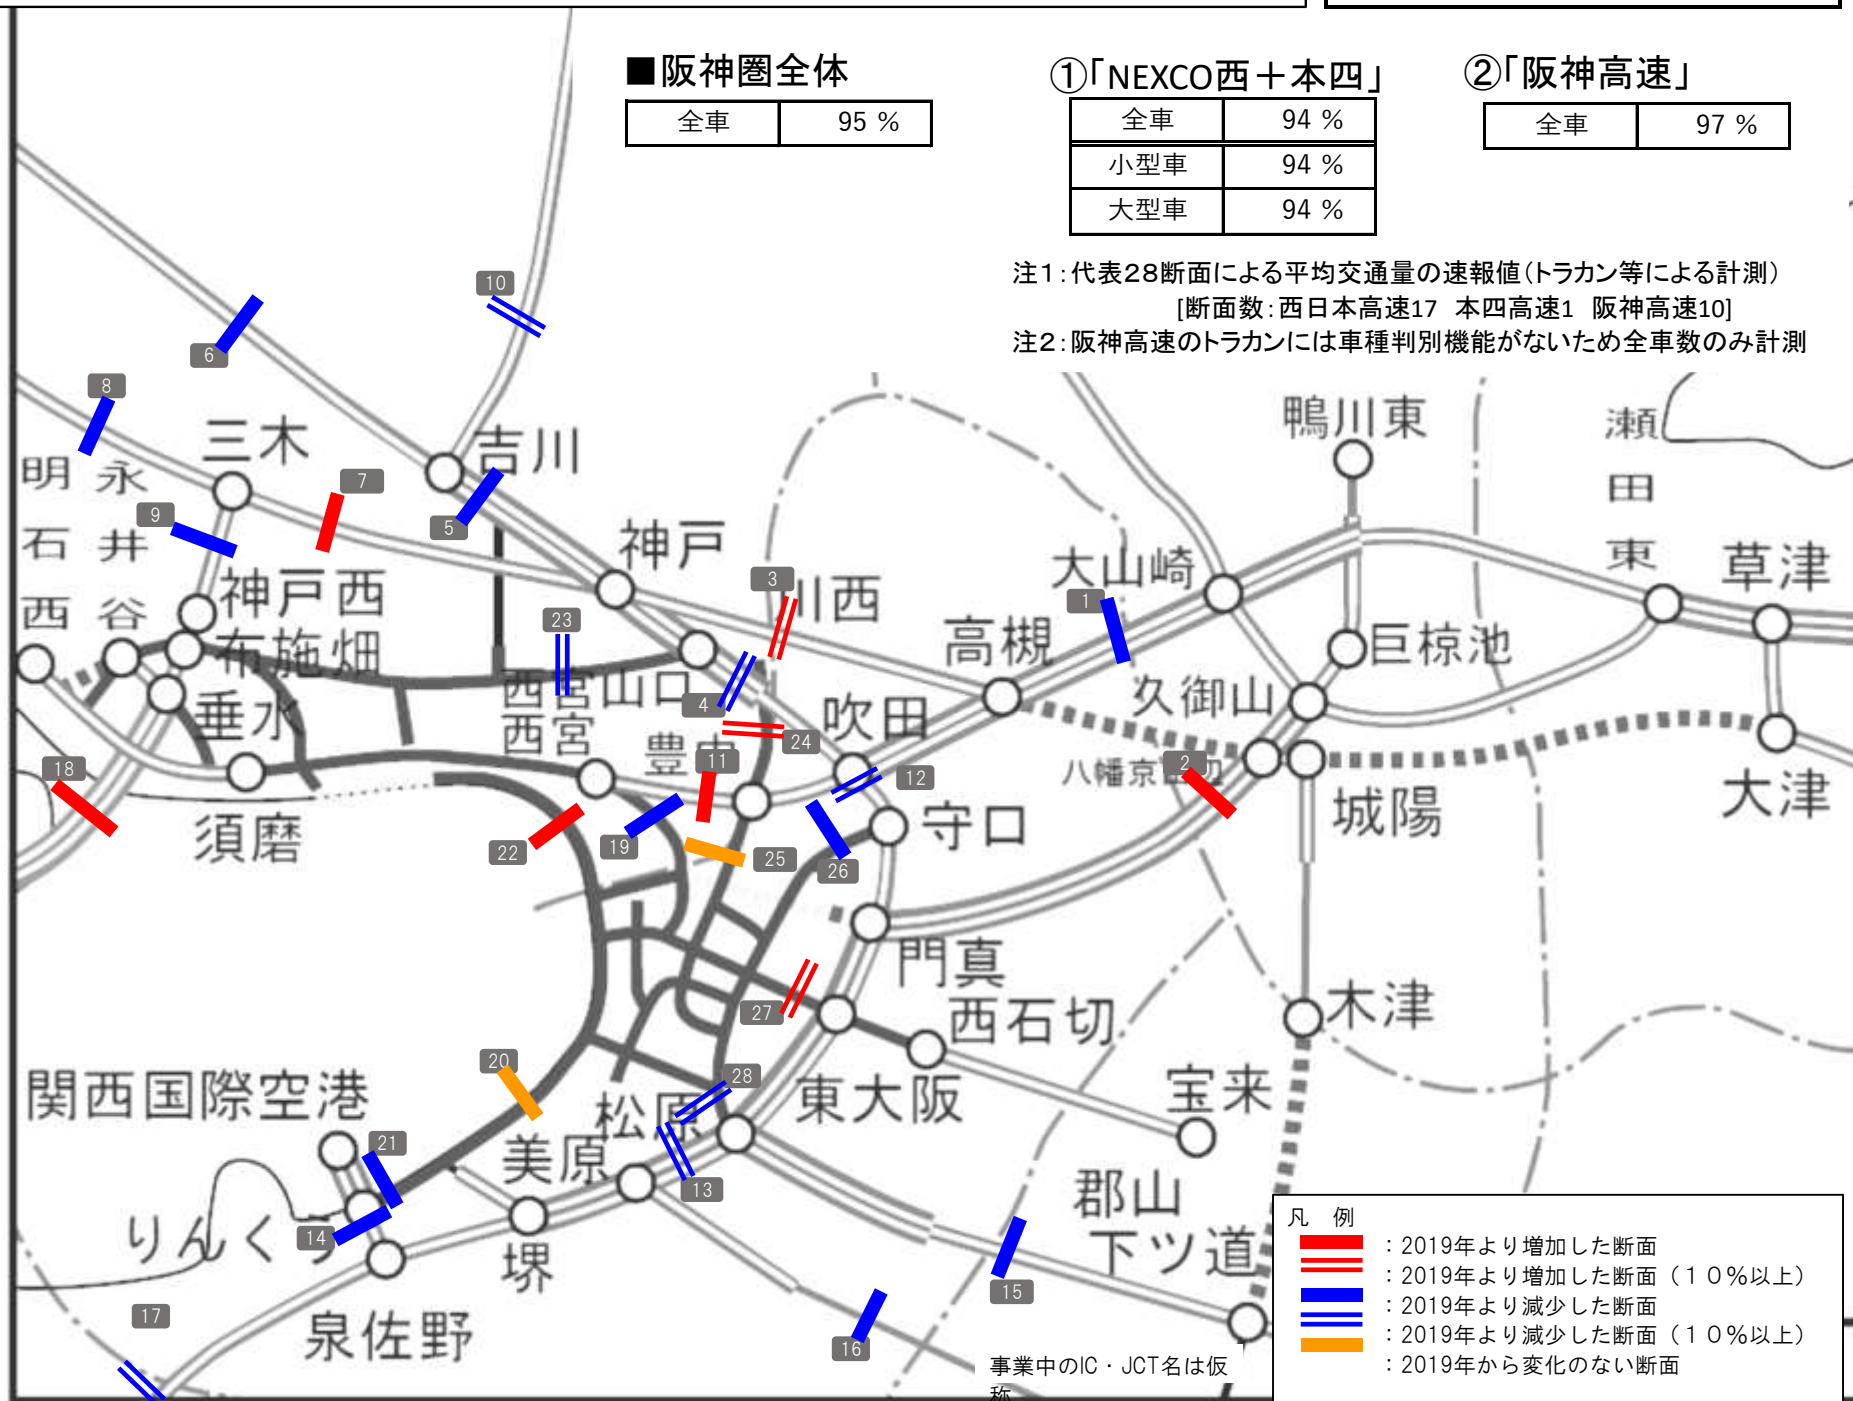 ■阪神圏全体
全車 95 %
①「NEXCO西＋本四」
全車 94 %
小型車 94 %
大型車 94 %
②「阪神高速」
全車 97 %
注1：代表28断面による平均交通量の速報値（トラカン等による計測）
[断面数：西日本高速17 本四高速1 阪神高速10]
注2：阪神高速のトラカンには車種判別機能がないため全車数のみ計測
10
6
8
三木
吉川
鴨川東
瀬田東
明石西
永井谷
7
9
5
神戸
大山崎
草津
神戸西
3
川西
1
布施畑
23
高槻
巨椋池
西宮山口
4
久御山
垂水
西宮
吹田
24
豊中
11
18
12
八幡京田辺
2
大津
須磨
22
19
25
26
守口
城陽
門真
27
西石切
木津
20
28
関西国際空港
松原
東大阪
宝来
21
美原
13
郡山
りんくう
14
堺
下ツ道
15
17
泉佐野
16
事業中のIC・JCT名は仮
称
凡 例
：2019年より増加した断面
：2019年より増加した断面（１０％以上）
：2019年より減少した断面
：2019年より減少した断面（１０％以上）
：2019年から変化のない断面